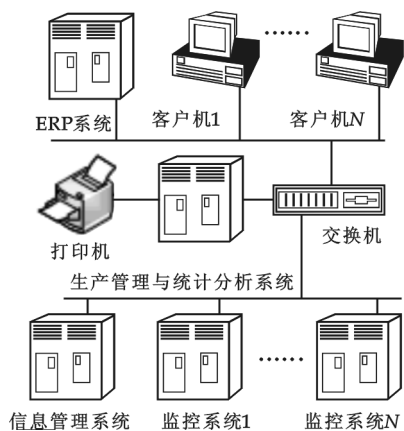 ……
ERP系统 客户机1 客户机N
打印机 交换机
生产管理与统计分析系统
……
信息管理系统 监控系统1 监控系统N